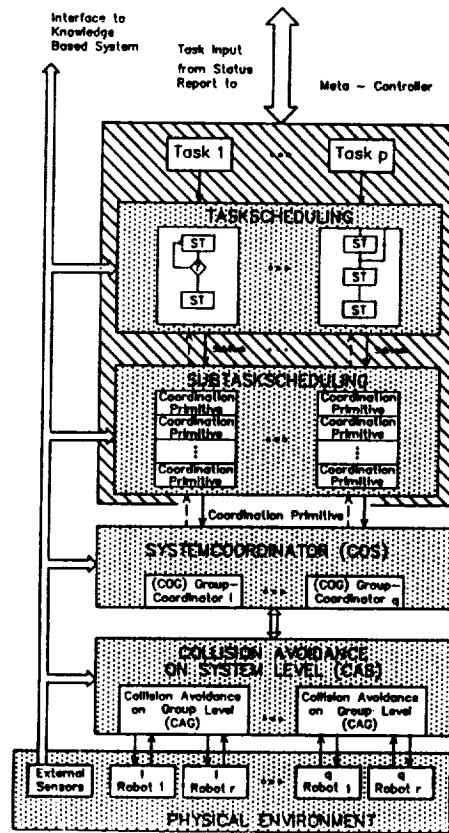 Interface to
Knowledge
Based System
Task Input
from Status
Report to
Meta ~ Controller
Task 1
Task p
TASKSCHEDULING
ST
?
ST
ST
ST
ST
Status
SUBTASKSCHEDULING
Coordination
Primitive
Coordination
Primitive
Coordination
Primitive
Coordination
Primitive
Coordination
Primitive
Coordination
Primitive
Coordination Primitive
SYSTEMCOORDINATOR (COS)
(COG) Group-
Coordinator 1
(COG) Group-
Coordinator q
COLLISION AVOIDANCE
ON SYSTEM LEVEL (CAS)
Collision Avoidance
on Group Level
(CAG)
Collision Avoidance
on Group Level
(CAG)
External
Sensors
1
Robot 1
1
Robot r
q
Robot 1
q
Robot r
PHYSICAL ENVIRONMENT